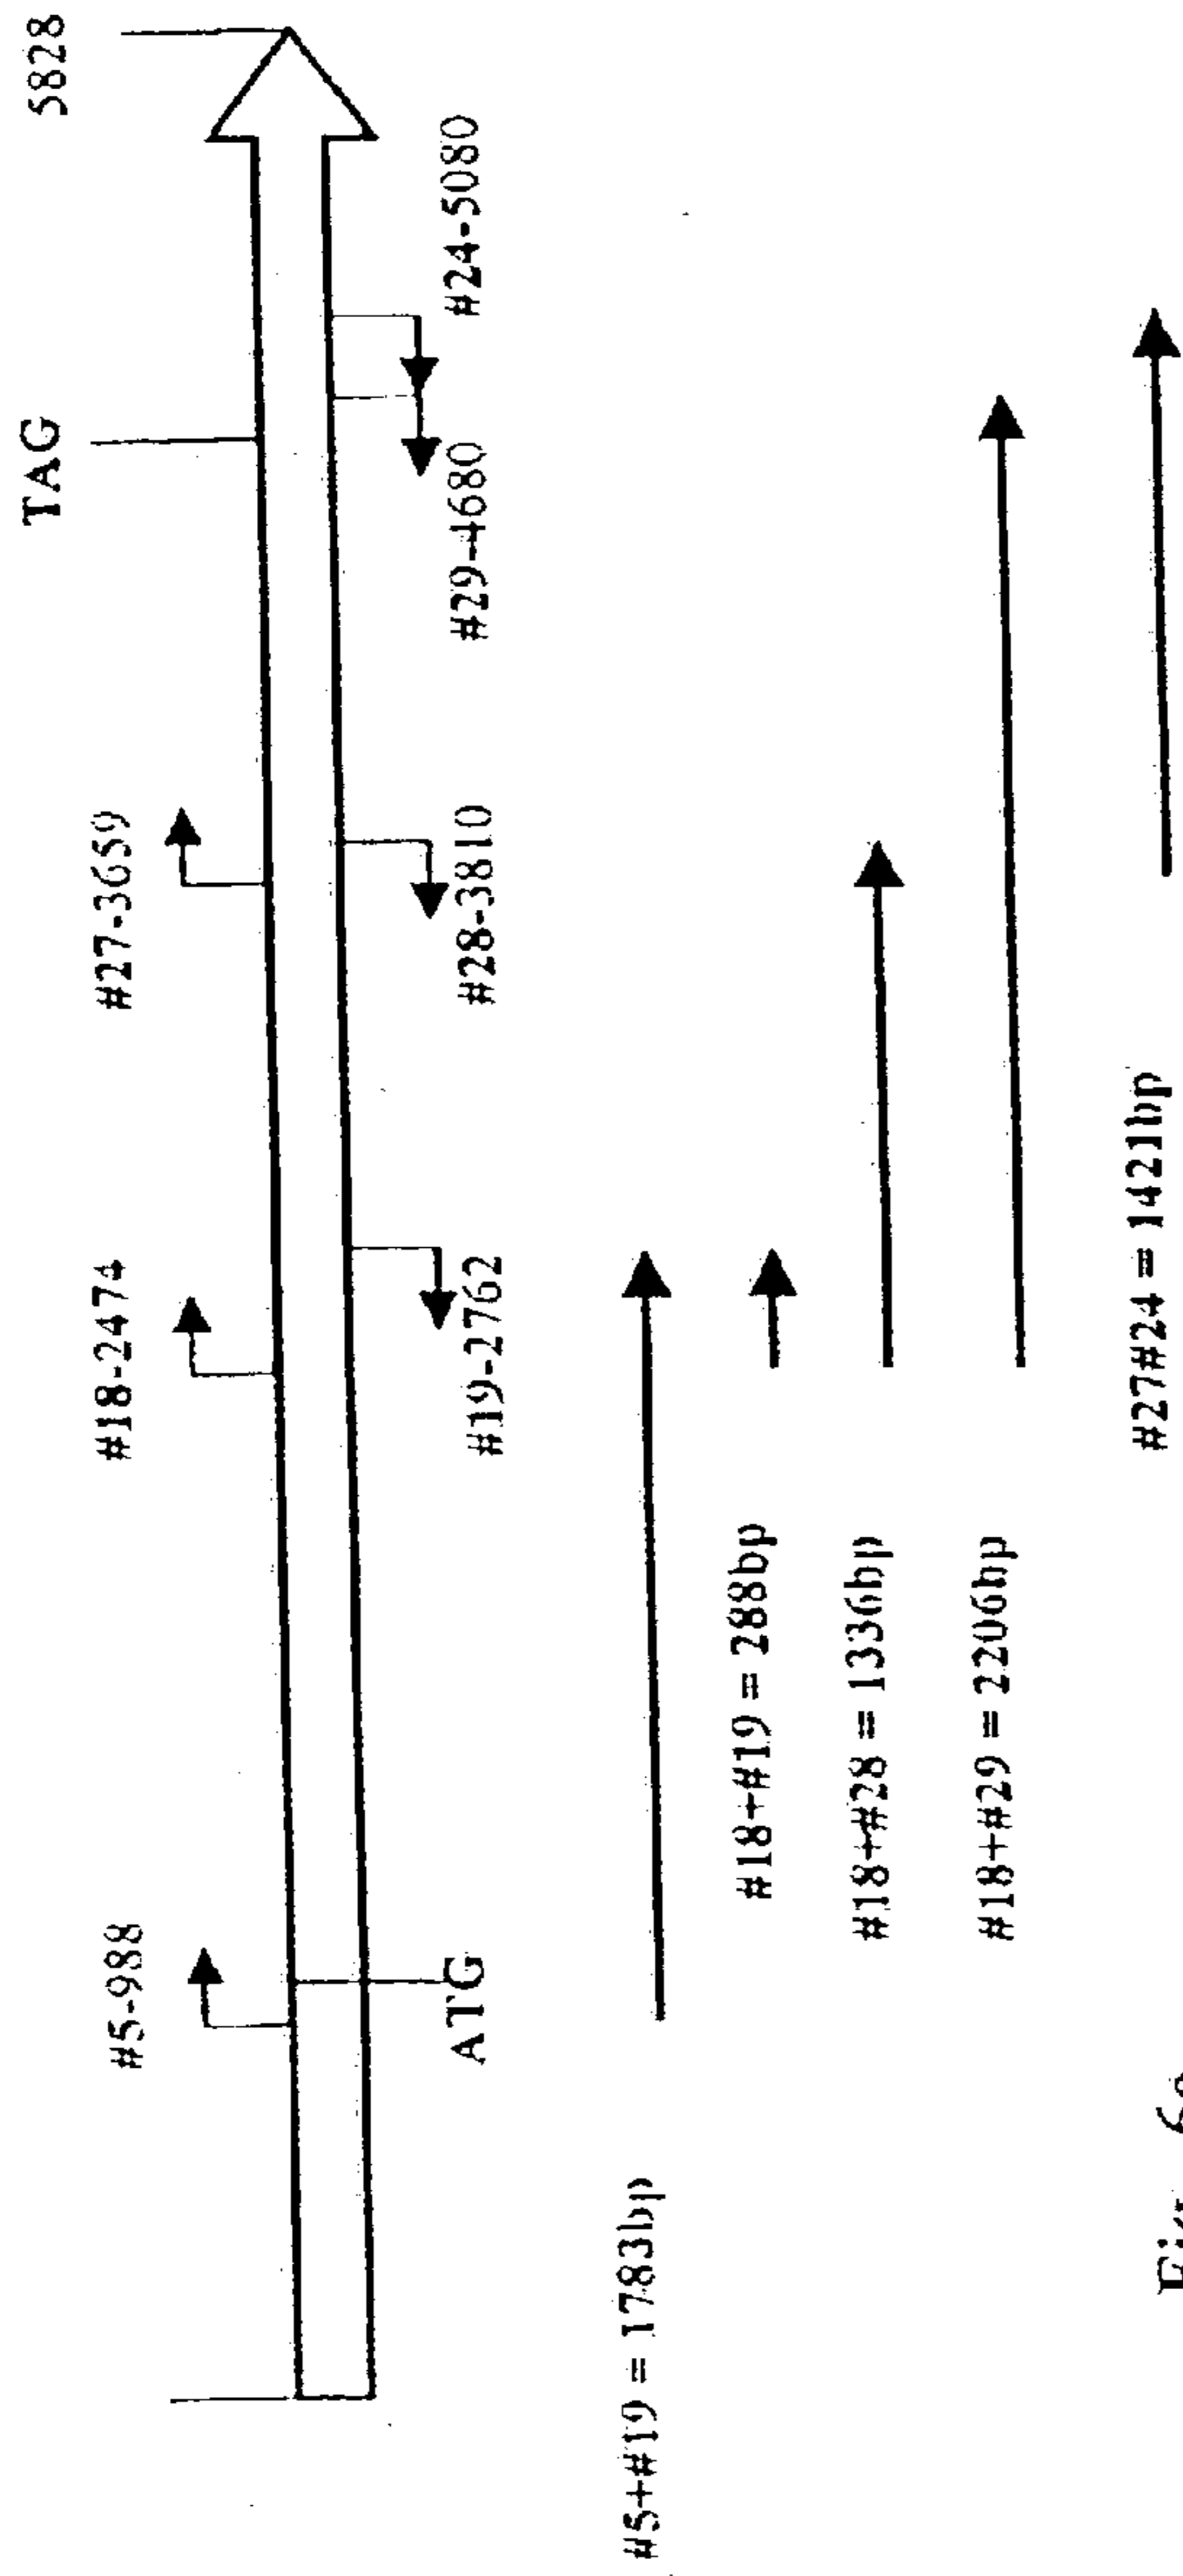 5828
TAG
#5-988
#18-2474
#27-3659
ATG
#19-2762
#28-3810
#29-4680
#24-5080
#5+#19 = 1783bp
#18+#19 = 288bp
#18+#28 = 1336bp
#18+#29 = 2206bp
#27#24 = 1421bp